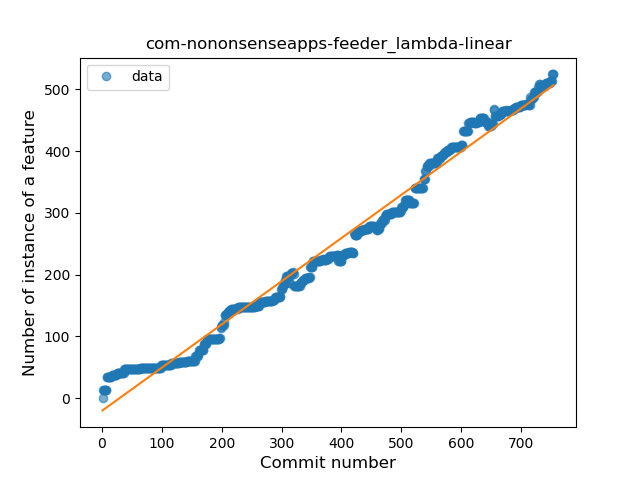 com-nononsenseapps-feeder_lambda-linear
data
Number of instance of a feature
500
400
300
200
100
0
0 100 200 300 400 500 600 700
Commit number